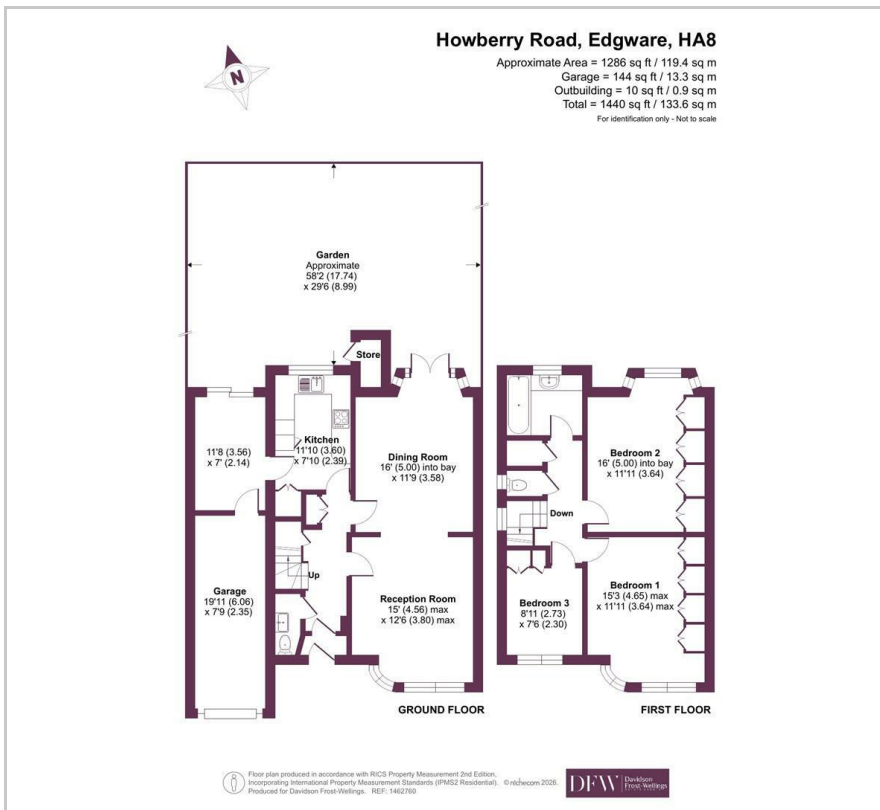 Howberry Road, Edgware, HA8
Approximate Area = 1286 sq ft / 119.4 sq m
Garage = 144 sq ft / 13.3 sq m
Outbuilding = 10 sq ft / 0.9 sq m
Total = 1440 sq ft / 133.6 sq m
For identification only - Not to scale
N
Garden
Approximate
58'2 (17.74)
x 29'6 (8.99)
Store
Kitchen
11'10 (3.60)
x 7'10 (2.39)
11'8 (3.56)
x 7' (2.14)
Dining Room
16' (5.00) into bay
x 11'9 (3.58)
Up
Garage
19'11 (6.06)
x 7'9 (2.35)
Reception Room
15' (4.56) max
x 12'6 (3.80) max
GROUND FLOOR
Bedroom 2
16' (5.00) into bay
x 11'11 (3.64)
Down
Bedroom 1
15'3 (4.65) max
x 11'11 (3.64) max
Bedroom 3
8'11 (2.73)
x 7'6 (2.30)
FIRST FLOOR
Floor plan produced in accordance with RICS Property Measurement 2nd Edition,
Incorporating International Property Measurement Standards (IPMS2 Residential). © nichecom 2026.
Produced for Davidson Frost-Wellings. REF: 1462760
DFW Davidson
Frost-Wellings